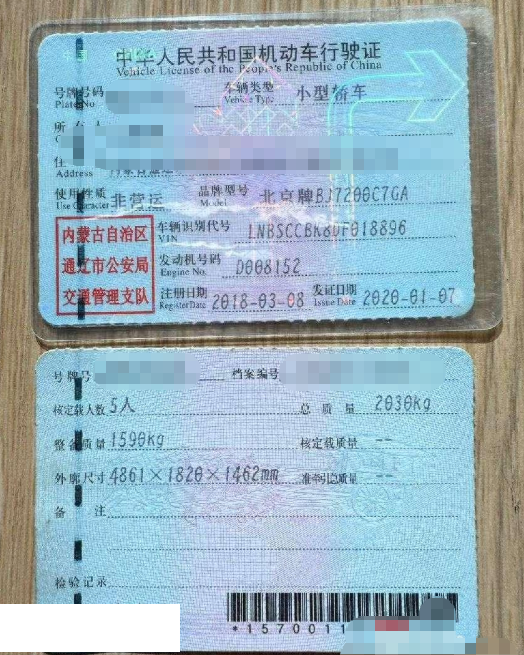 中华人民共和国机动车行驶证
Vehicle License of the People's Republic of China
号牌号码
Plate No
车辆类型
Vehicle Type
小型轿车
所 有 人
住
Address
使用性质
Use Character
非营运
品牌型号
Model
北京牌BJ7200C7GA
内蒙古自治区
通辽市公安局
交通管理支队
车辆识别代号
VIN
LNBSCCBK8DF018896
发动机号码
Engine No.
D008152
注册日期
Register Date
2018-03-08
发证日期
Issue Date
2020-01-07
号牌号
档案编号
核定载人数 5人
总 质 量 2030kg
整备质量 1590kg
核定载质量 --
外廓尺寸 4861×1820×1462mm
准牵引总质量 --
备 注
检验记录
*1570011